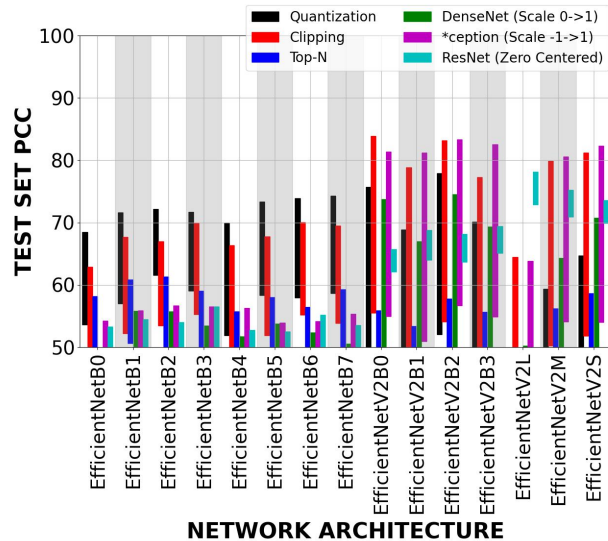 Quantization
Clipping
Top-N
DenseNet (Scale 0->1)
*ception (Scale -1->1)
ResNet (Zero Centered)
TEST SET PCC
100
90
80
70
60
50
EfficientNetB0
EfficientNetB1
EfficientNetB2
EfficientNetB3
EfficientNetB4
EfficientNetB5
EfficientNetB6
EfficientNetB7
EfficientNetV2B0
EfficientNetV2B1
EfficientNetV2B2
EfficientNetV2B3
EfficientNetV2L
EfficientNetV2M
EfficientNetV2S
NETWORK ARCHITECTURE